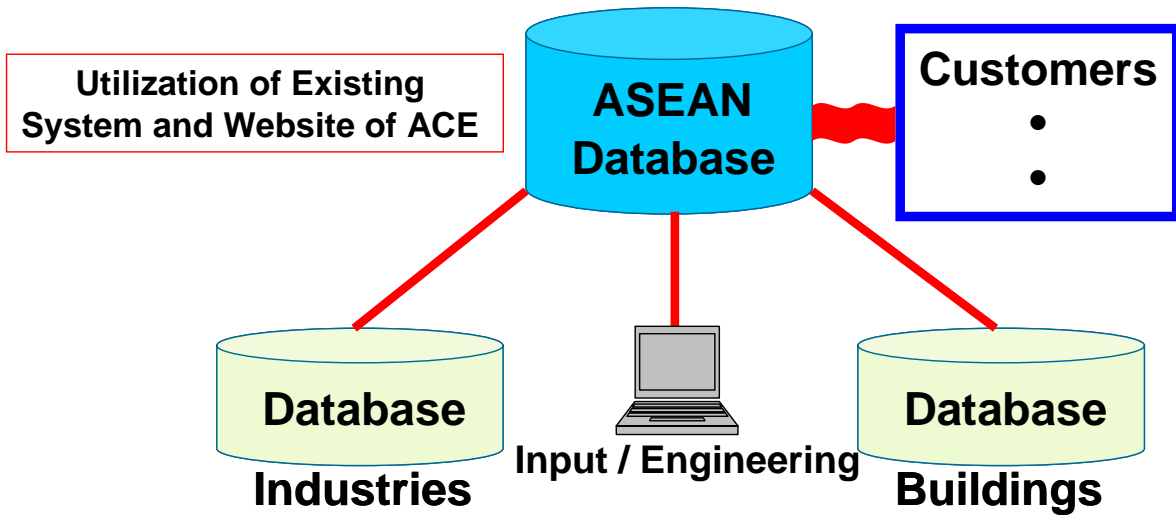 Utilization of Existing
System and Website of ACE
ASEAN
Database
Customers
•
•
Database
Industries
Input / Engineering
Database
Buildings